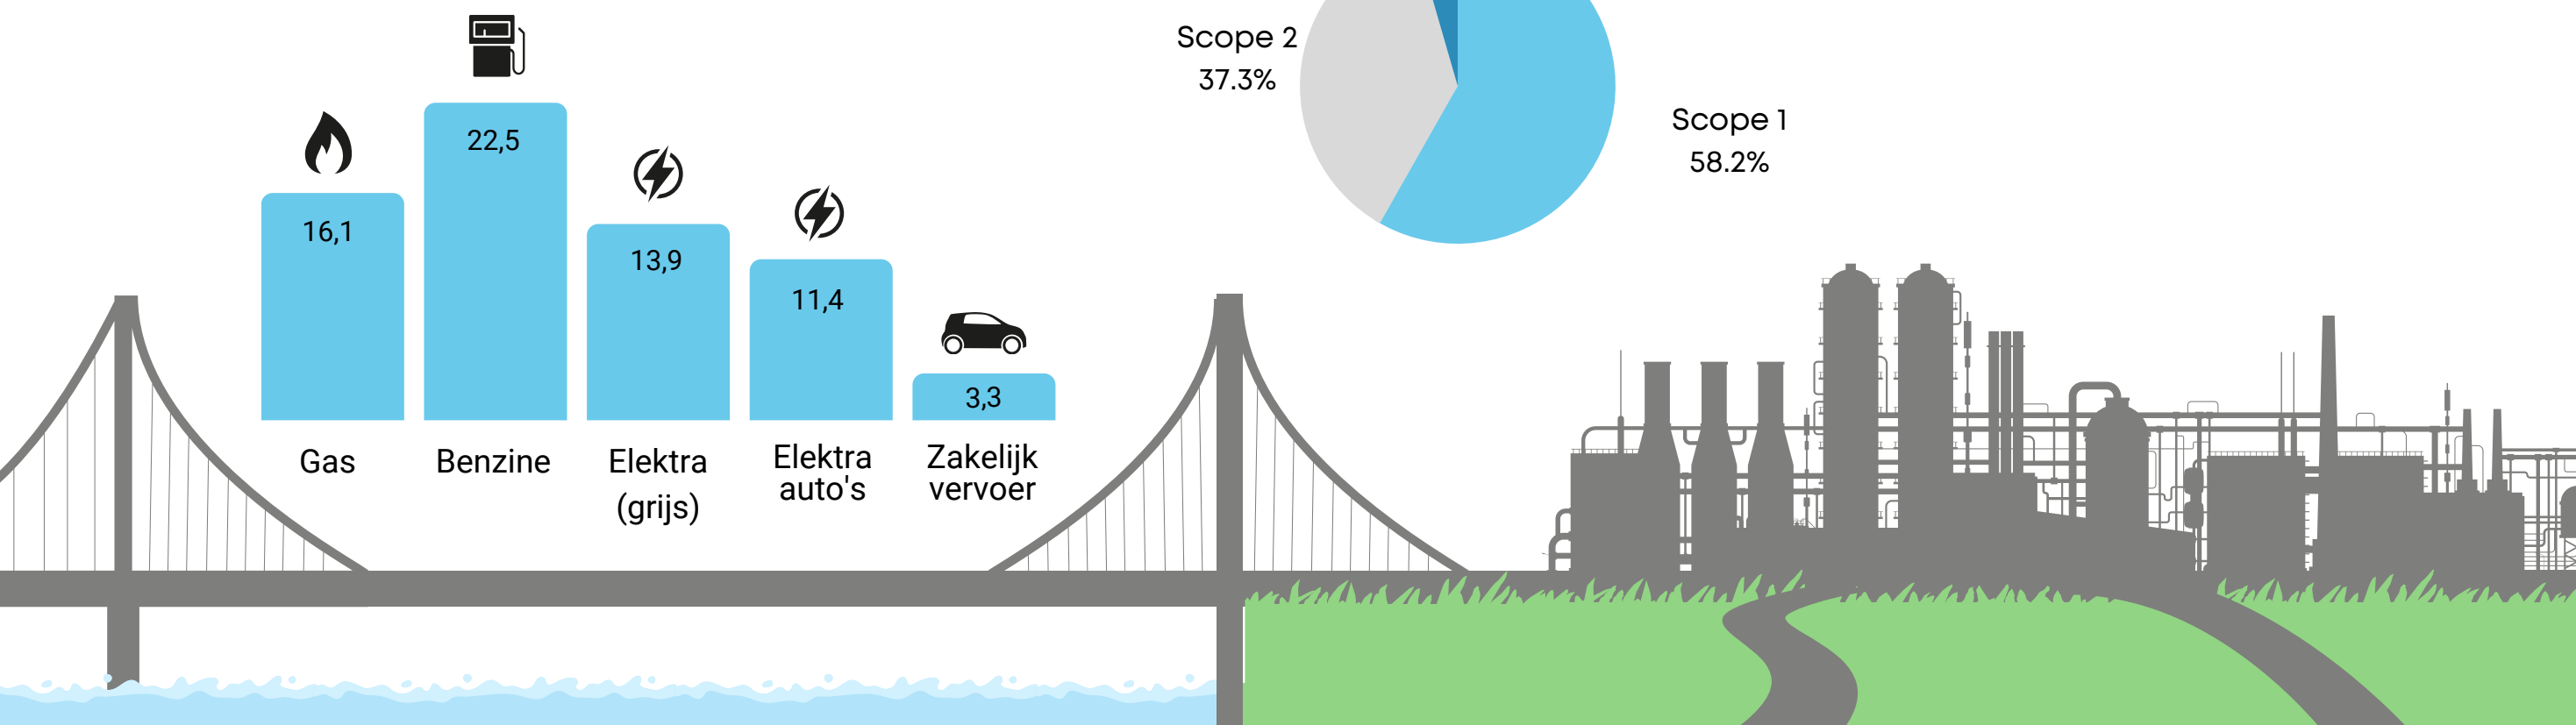 22,5
16,1
13,9
11,4
3,3
Gas
Benzine
Elektra
(grijs)
Elektra
auto's
Zakelijk
vervoer
Scope 2
37.3%
Scope 1
58.2%